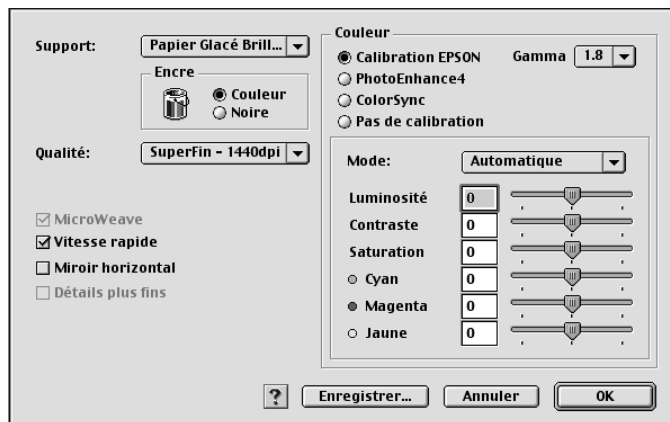 Support: Papier Glacé Brill...
Encre
Couleur
Noire
Qualité: SuperFin - 1440dpi
MicroWeave
Vitesse rapide
Miroir horizontal
Détails plus fins
Couleur
Calibration EPSON Gamma 1.8
PhotoEnhance4
ColorSync
Pas de calibration
Mode: Automatique
Luminosité 0
Contraste 0
Saturation 0
Cyan 0
Magenta 0
Jaune 0
? Enregistrer... Annuler OK